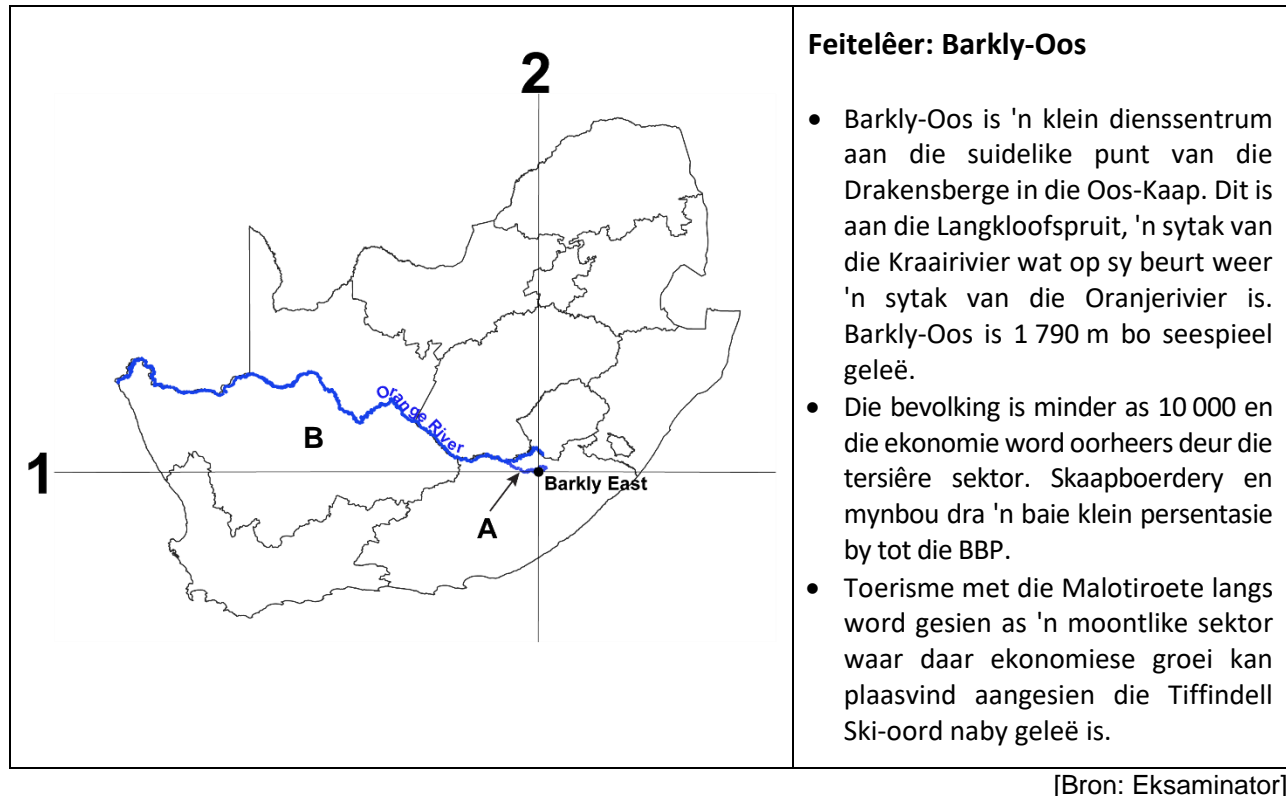 2
Orange River
B
1
Barkly East
A
Feitelêer: Barkly-Oos
• Barkly-Oos is 'n klein dienssentrum
aan die suidelike punt van die
Drakensberge in die Oos-Kaap. Dit is
aan die Langkloofspruit, 'n sytak van
die Kraairivier wat op sy beurt weer
'n sytak van die Oranjerivier is.
Barkly-Oos is 1 790 m bo seespieel
geleë.
• Die bevolking is minder as 10 000 en
die ekonomie word oorheers deur die
tersiêre sektor. Skaapboerdery en
mynbou dra 'n baie klein persentasie
by tot die BBP.
• Toerisme met die Malotiroete langs
word gesien as 'n moontlike sektor
waar daar ekonomiese groei kan
plaasvind aangesien die Tiffindell
Ski-oord naby geleë is.
[Bron: Eksaminator]